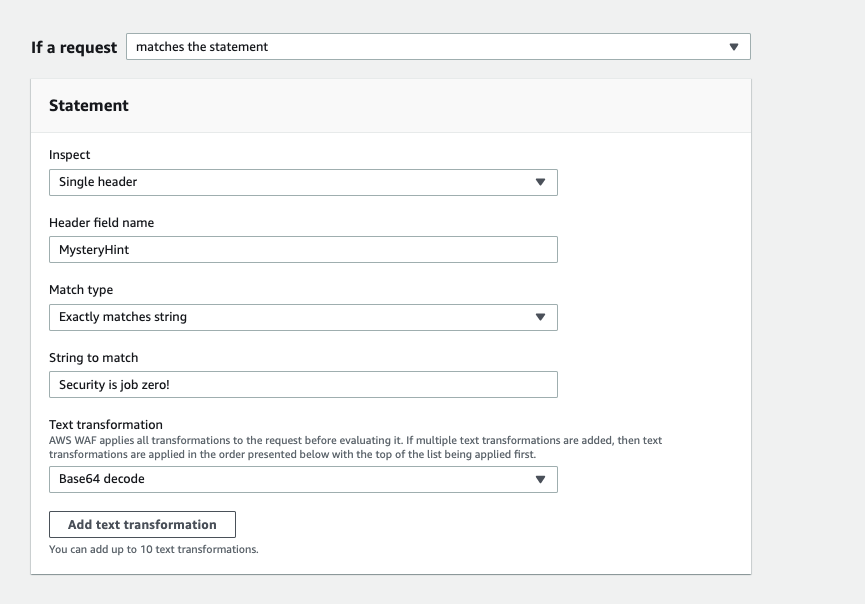 If a request matches the statement
Statement
Inspect
Single header
Header field name
MysteryHint
Match type
Exactly matches string
String to match
Security is job zero!
Text transformation
AWS WAF applies all transformations to the request before evaluating it. If multiple text transformations are added, then text
transformations are applied in the order presented below with the top of the list being applied first.
Base64 decode
Add text transformation
You can add up to 10 text transformations.